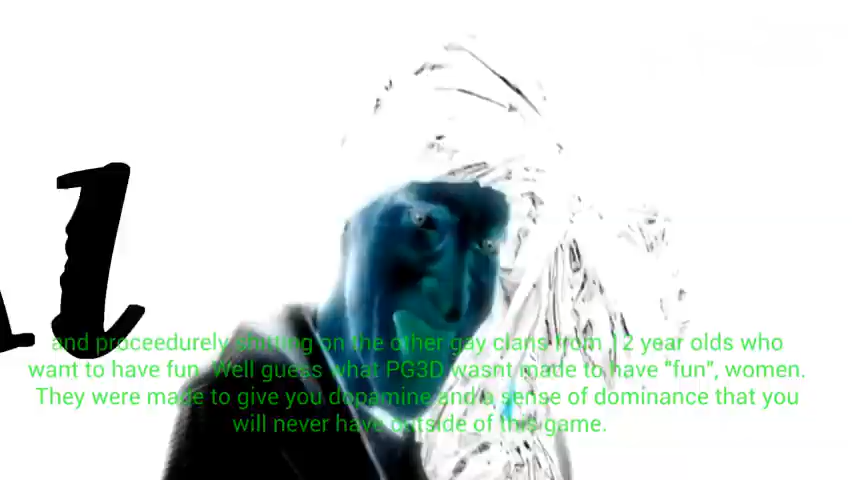 l
and proceedurely shitting on the other gay clans from 12 year olds who
want to have fun. Well guess what PG3D wasnt made to have "fun", women.
They were made to give you dopamine and a sense of dominance that you
will never have outside of this game.